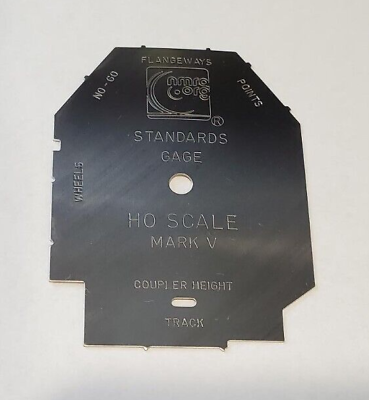 FLANGEWAYS
NO-GO
POINTS
nmra
.org
®
STANDARDS
GAGE
WHEELS
HO SCALE
MARK V
COUPLER HEIGHT
TRACK